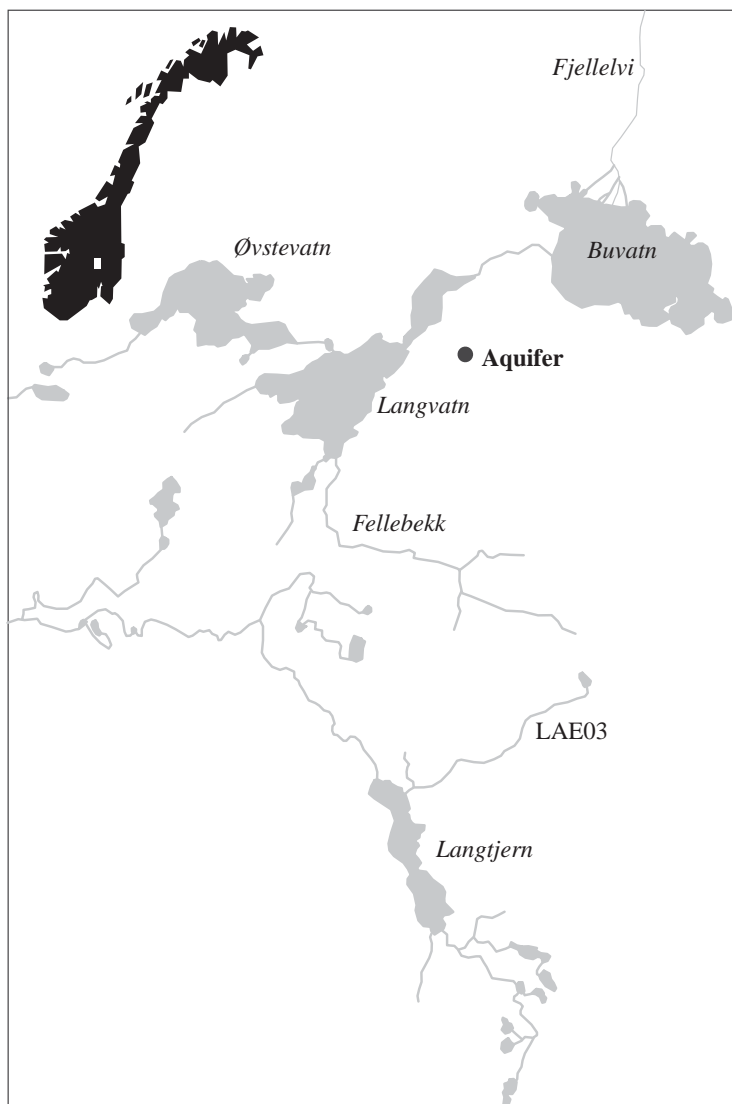 Fjellelvi
Øvstevatn
Buvatn
Aquifer
Langvatn
Fellebekk
LAE03
Langtjern